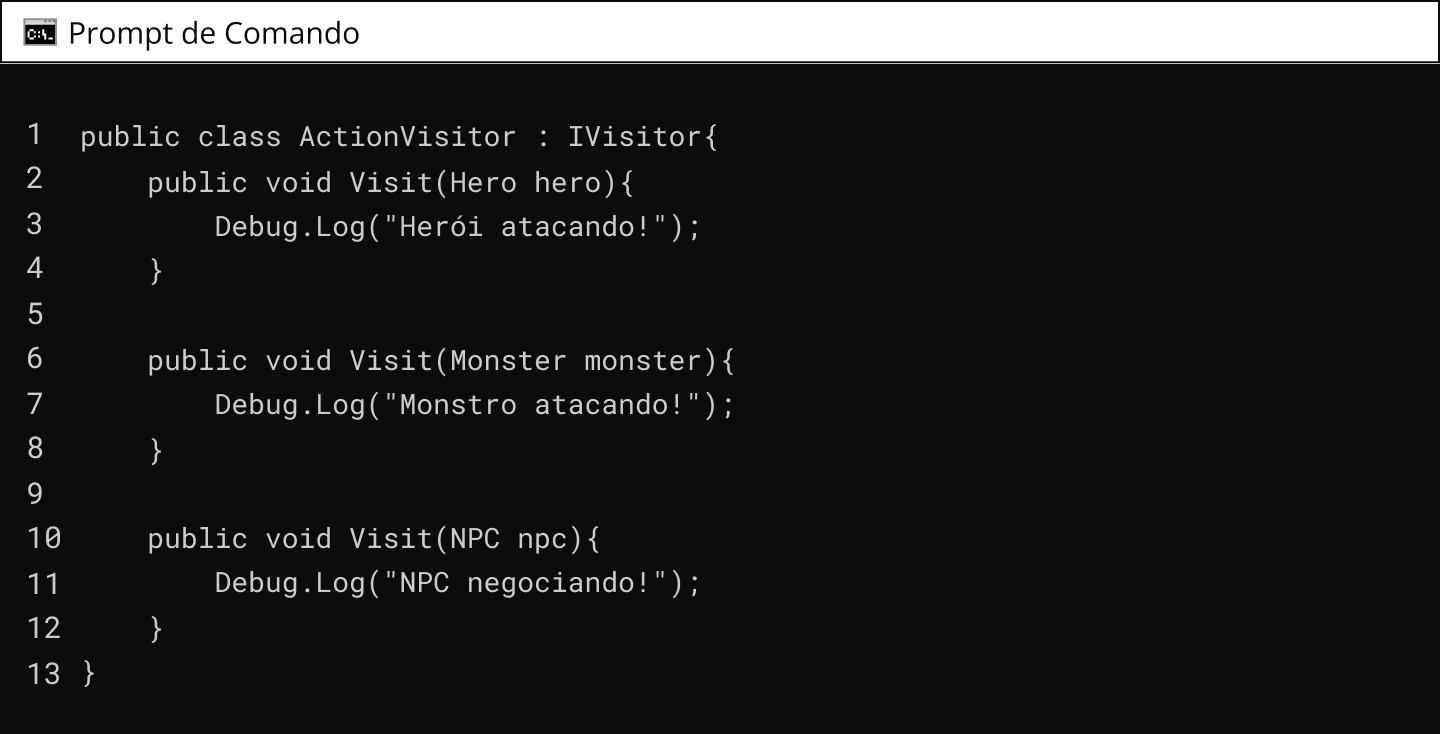 Prompt de Comando
1 public class ActionVisitor : IVisitor{
2     public void Visit(Hero hero){
3         Debug.Log("Herói atacando!");
4     }
5
6     public void Visit(Monster monster){
7         Debug.Log("Monstro atacando!");
8     }
9
10     public void Visit(NPC npc){
11         Debug.Log("NPC negociando!");
12     }
13 }